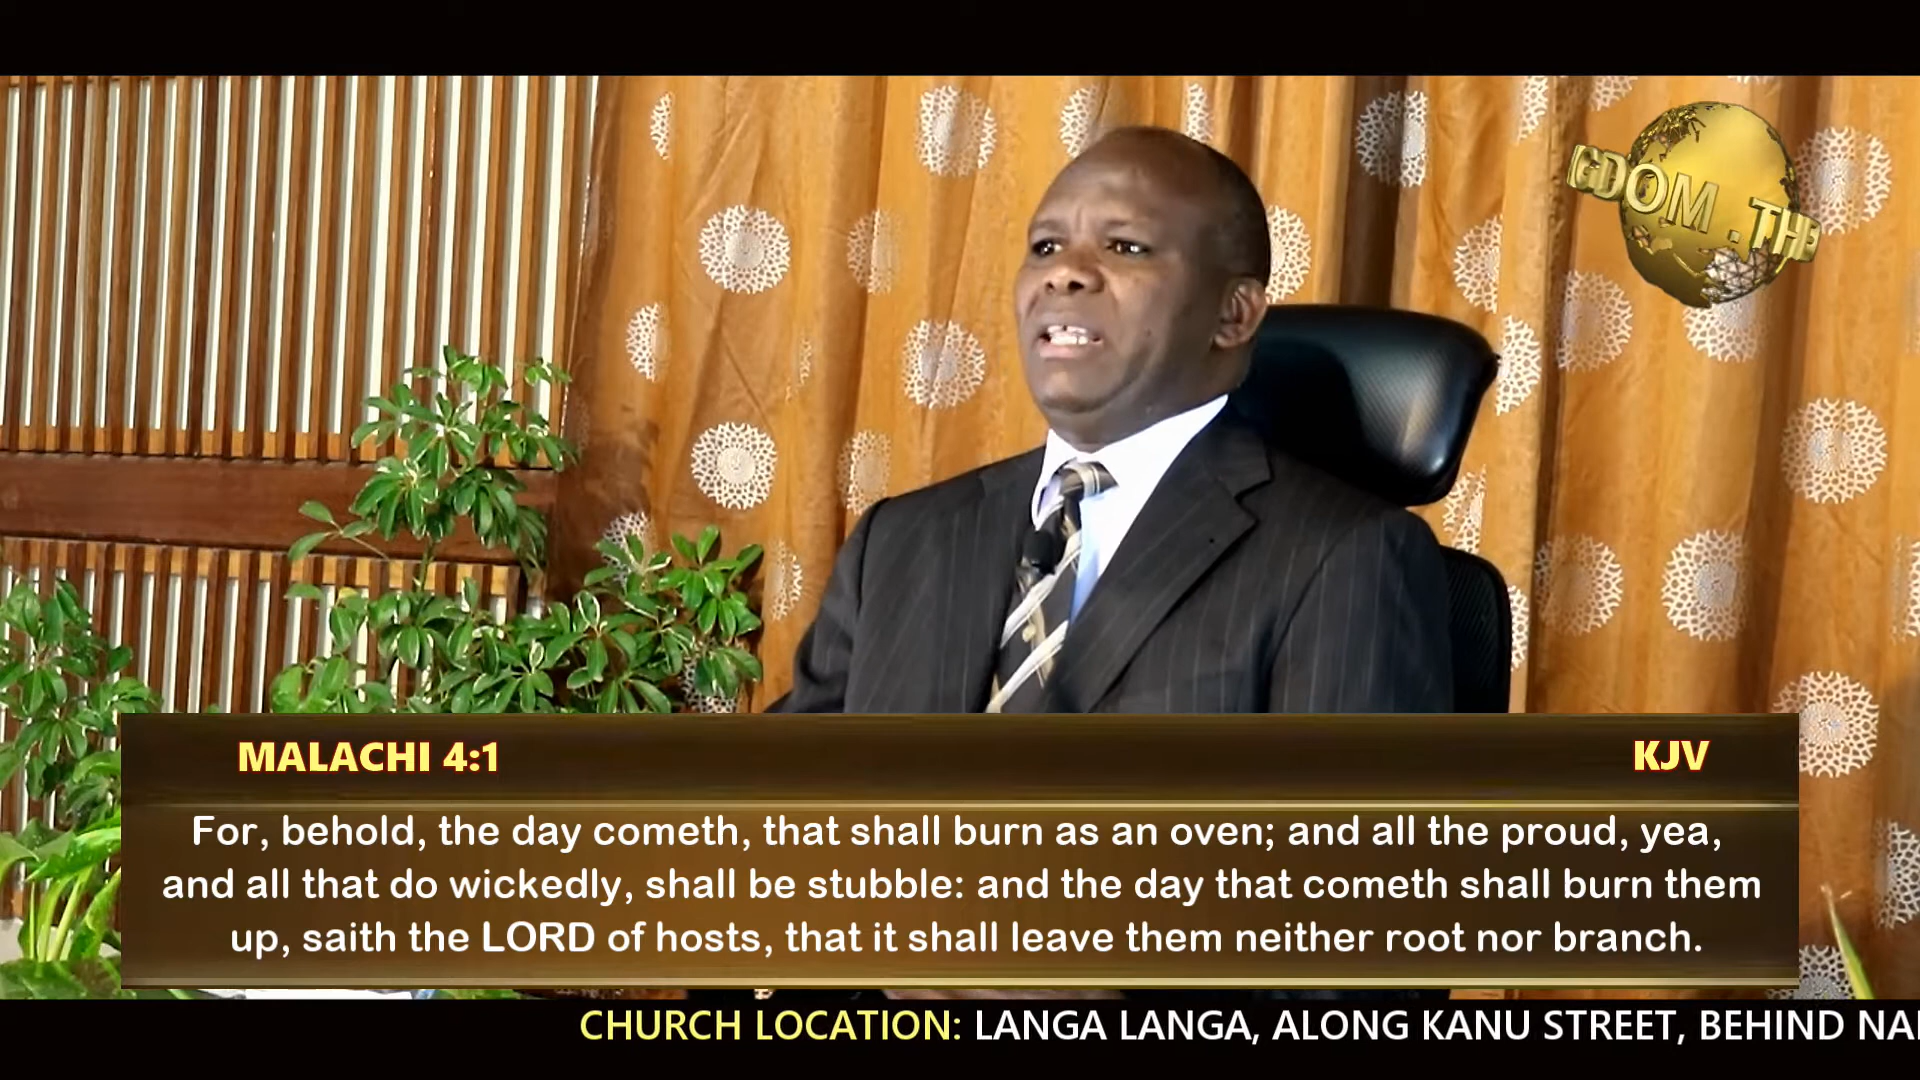 GDOM . THE
MALACHI 4:1
KJV
For, behold, the day cometh, that shall burn as an oven; and all the proud, yea,
and all that do wickedly, shall be stubble: and the day that cometh shall burn them
up, saith the LORD of hosts, that it shall leave them neither root nor branch.
CHURCH LOCATION: LANGA LANGA, ALONG KANU STREET, BEHIND